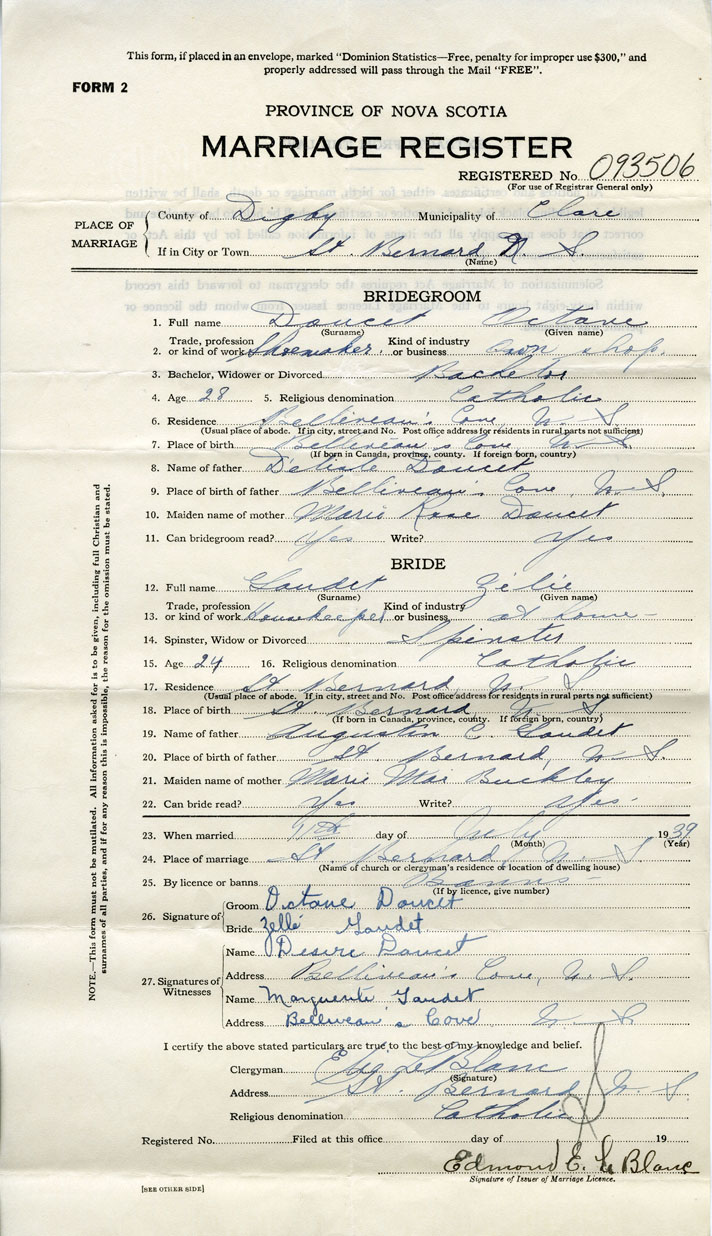 This form, if placed in an envelope, marked "Dominion Statistics—Free, penalty for improper use $300," and
properly addressed will pass through the Mail "FREE".
FORM 2
PROVINCE OF NOVA SCOTIA
MARRIAGE REGISTER
REGISTERED No. 093506
(For use of Registrar General only)
PLACE OF MARRIAGE
County of Digby Municipality of Clare
If in City or Town St. Bernard N. S.
(Name)
BRIDEGROOM
1. Full name Doucet Octave
(Surname) (Given name)
Trade, profession Kind of industry
2. or kind of work Shoemaker or business own shop.
3. Bachelor, Widower or Divorced Bachelor
4. Age 28 5. Religious denomination Catholic
6. Residence Belliveau's Cove, N. S.
(Usual place of abode. If in city, street and No. Post office address for residents in rural parts not sufficient)
7. Place of birth Belliveau's Cove N. S.
(If born in Canada, province, county. If foreign born, country)
8. Name of father Delisle Doucet
9. Place of birth of father Belliveau's Cove, N. S.
10. Maiden name of mother Marie Rose Doucet
11. Can bridegroom read? Yes Write? Yes
BRIDE
12. Full name Gaudet Zélie
(Surname) (Given name)
Trade, profession Kind of industry
13. or kind of work Housekeeper or business at home
14. Spinster, Widow or Divorced Spinster
15. Age 24 16. Religious denomination Catholic
17. Residence St. Bernard, N. S.
(Usual place of abode. If in city, street and No. Post office address for residents in rural parts not sufficient)
18. Place of birth St. Bernard N. S.
(If born in Canada, province, county. If foreign born, country)
19. Name of father Augustin C. Gaudet
20. Place of birth of father St. Bernard, N. S.
21. Maiden name of mother Marie Mai Buckley
22. Can bride read? Yes Write? Yes.
23. When married 11th day of July 1939
(Month) (Year)
24. Place of marriage St. Bernard, N. S.
(Name of church or clergyman's residence or location of dwelling house)
25. By licence or banns Banns
(If by licence, give number)
26. Signature of
Groom Octave Doucet
Bride Zelié Gaudet
27. Signatures of Witnesses
Name Desire Doucet
Address Belliveau's Cove, N. S.
Name Marguerite Gaudet
Address Belliveau's Cove N. S.
I certify the above stated particulars are true to the best of my knowledge and belief.
Clergyman LeBlanc
(Signature)
Address St. Bernard N. S.
Religious denomination Catholic
Registered No. Filed at this office day of 19
Edmond E. LeBlanc
Signature of Issuer of Marriage Licence.
[SEE OTHER SIDE]
NOTE.—This form must not be mutilated. All information asked for is to be given, including full Christian and
surnames of all parties, and if for any reason this is impossible, the reason for the omission must be stated.